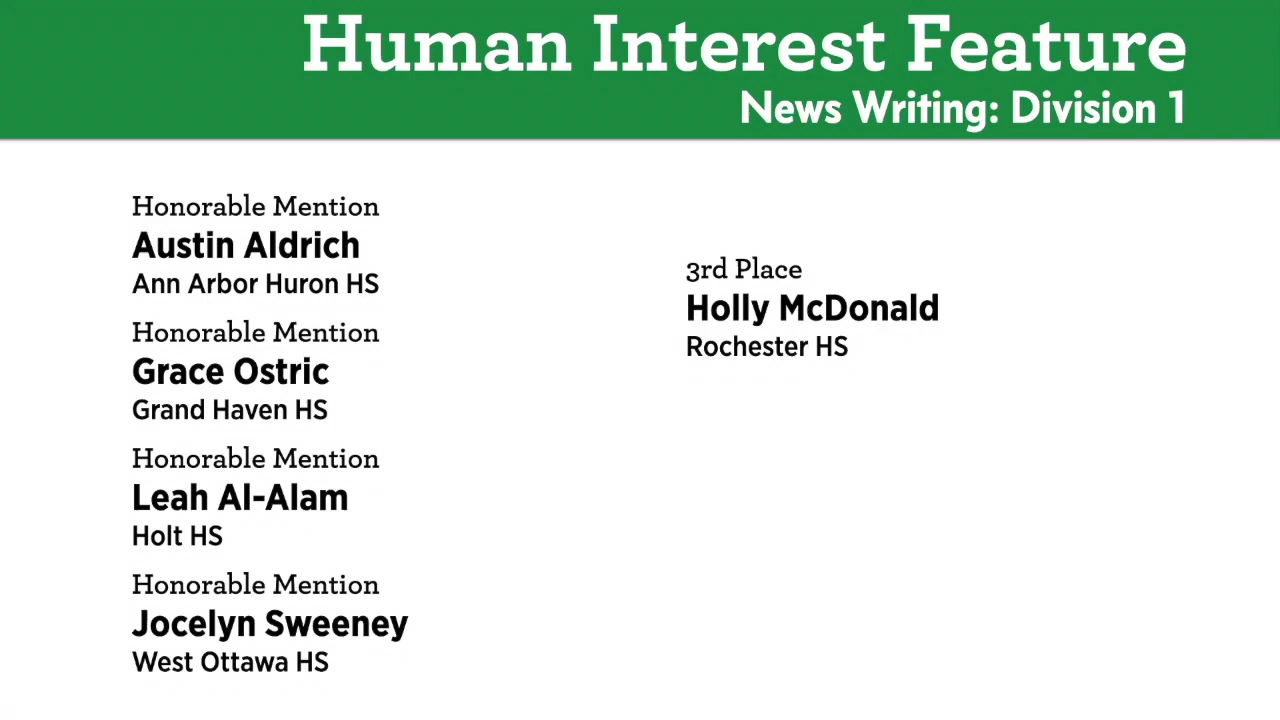 Human Interest Feature
News Writing: Division 1
Honorable Mention
Austin Aldrich
Ann Arbor Huron HS
Honorable Mention
Grace Ostric
Grand Haven HS
Honorable Mention
Leah Al-Alam
Holt HS
Honorable Mention
Jocelyn Sweeney
West Ottawa HS
3rd Place
Holly McDonald
Rochester HS